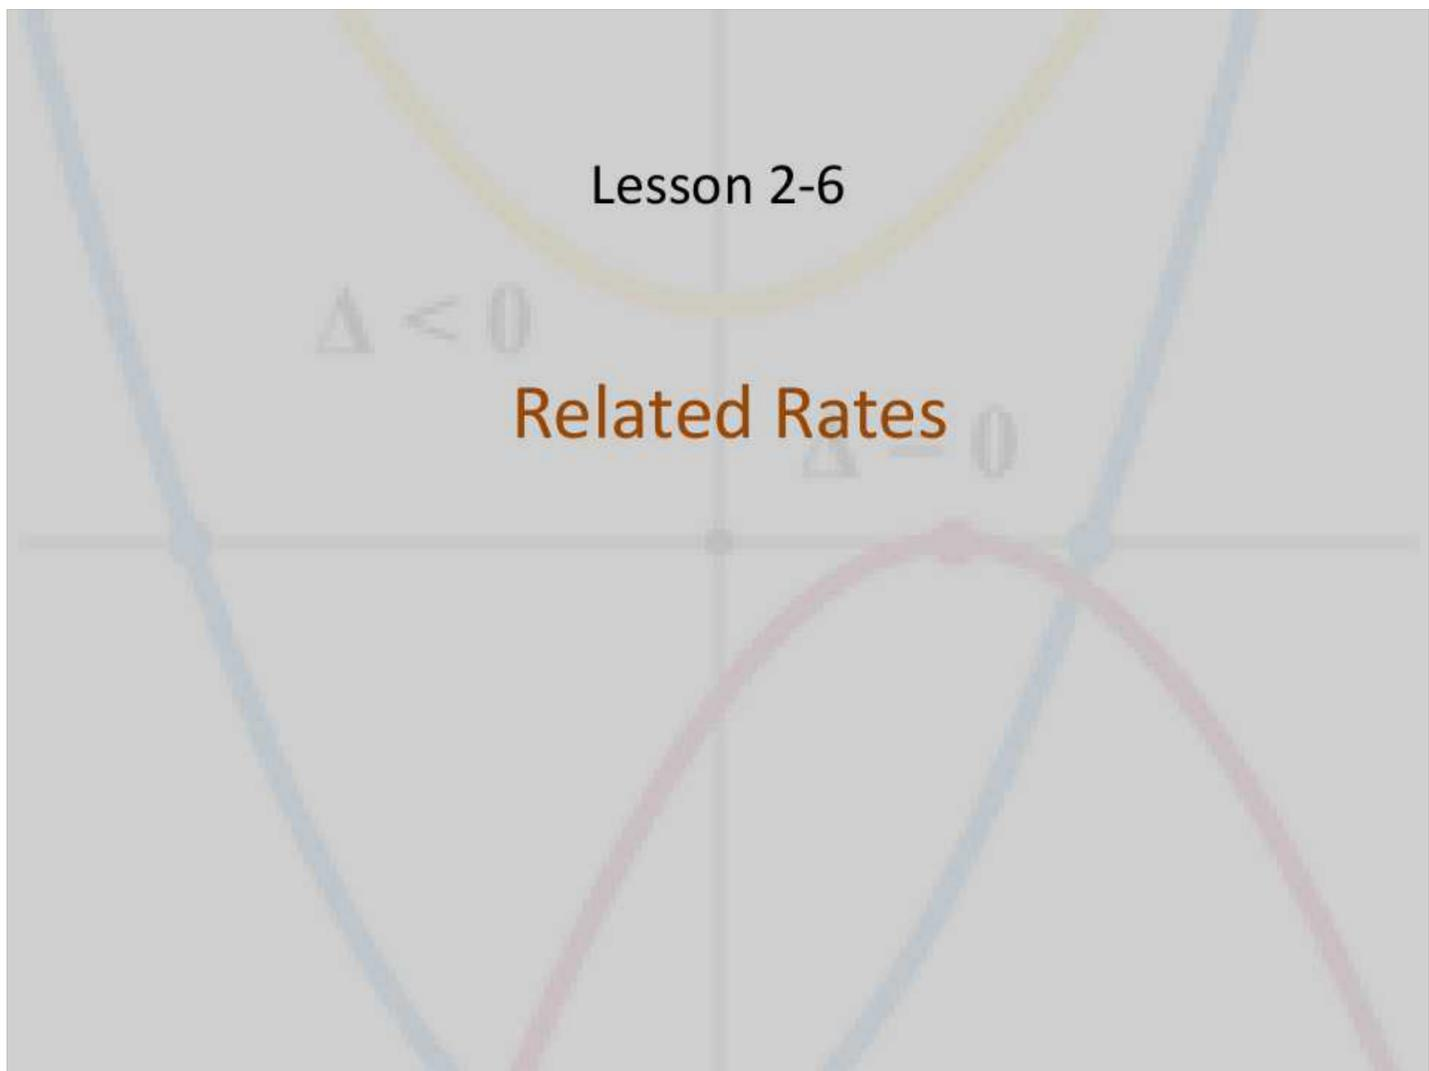 Lesson 2-6
Δ < 0
Related Rates
Δ = 0